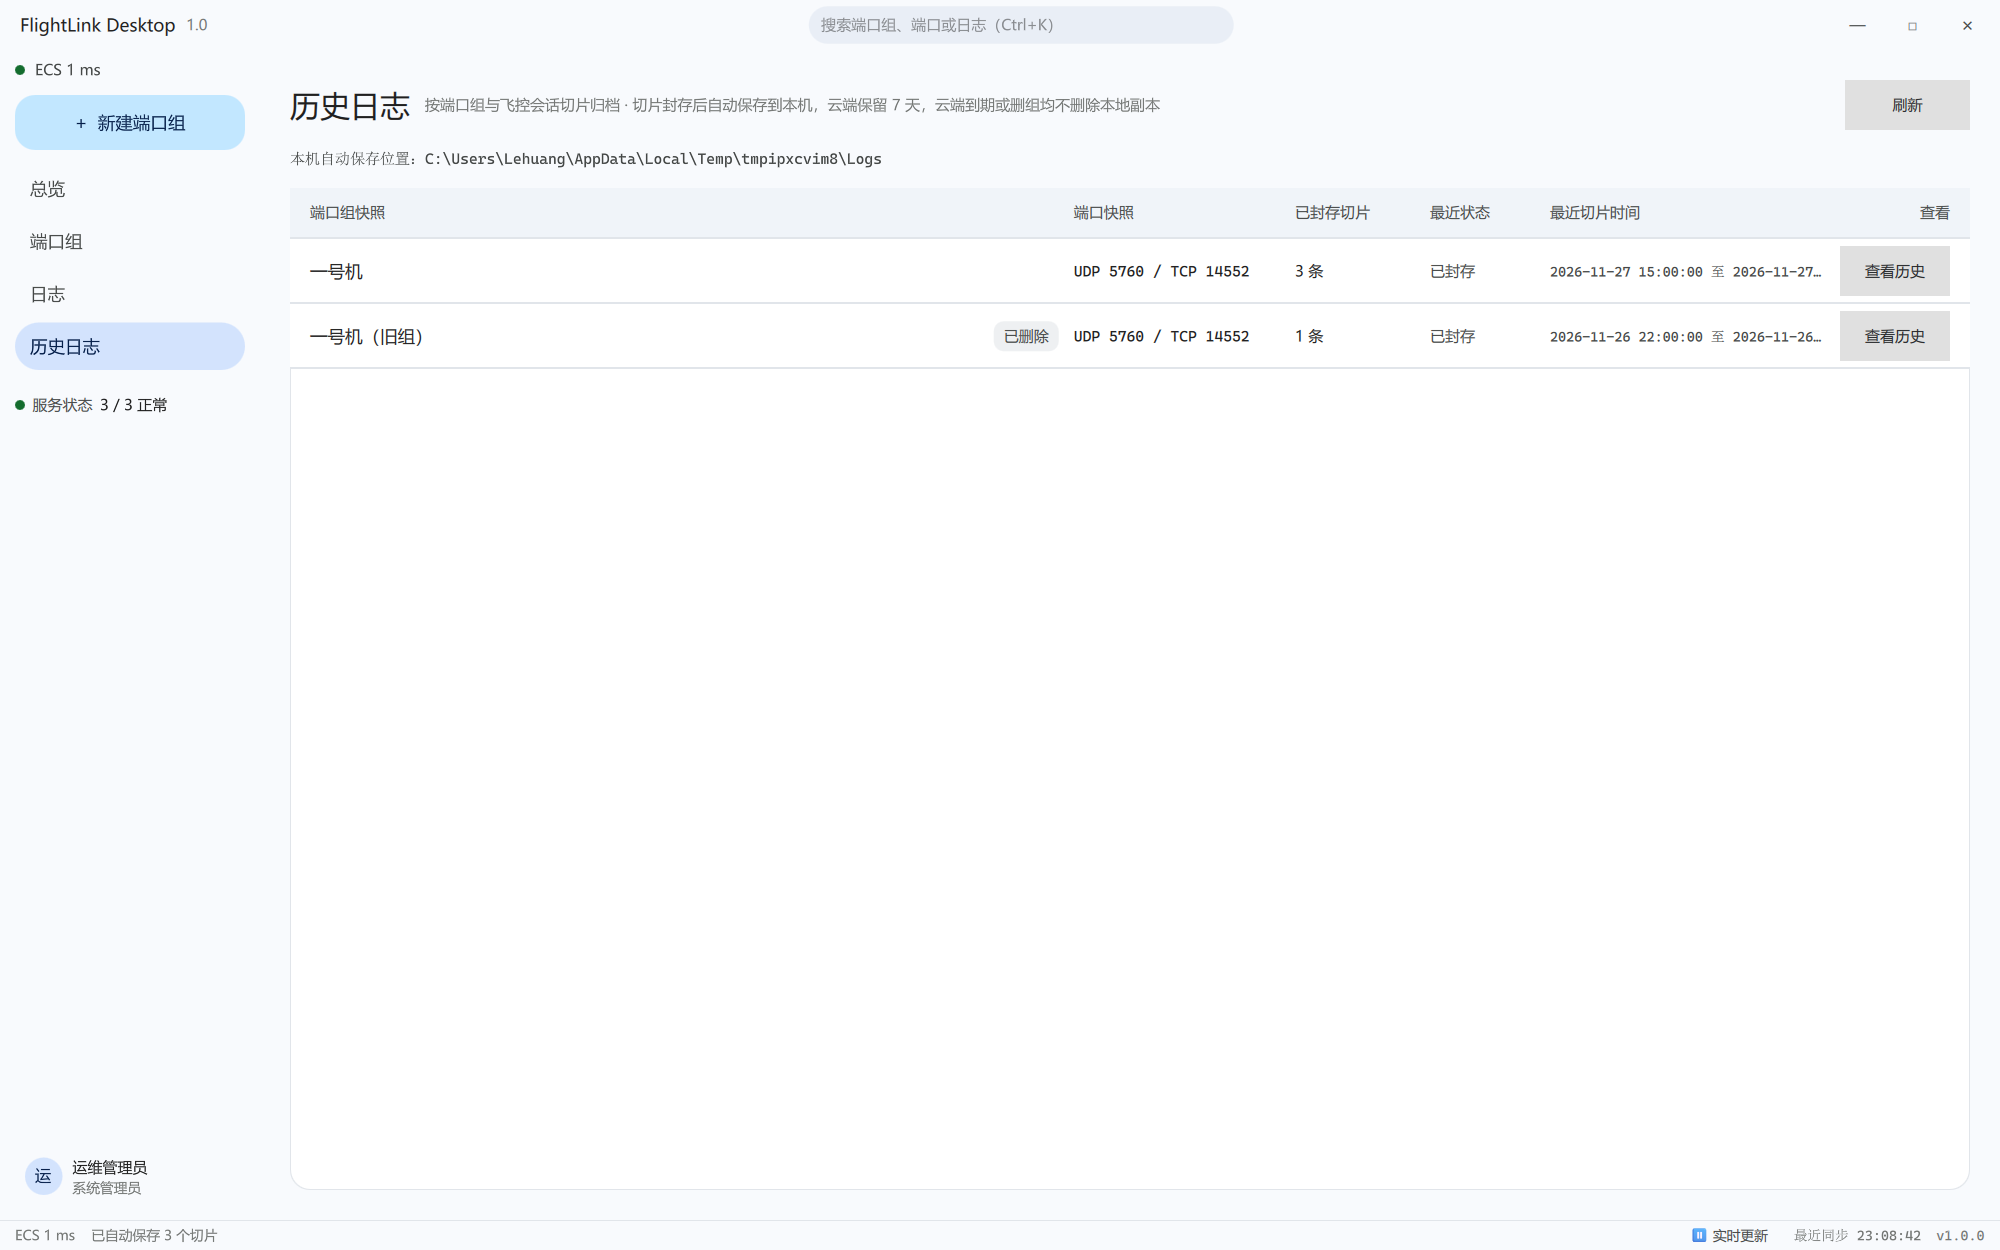 FlightLink Desktop 1.0
搜索端口组、端口或日志（Ctrl+K）
ECS 1 ms
+ 新建端口组
总览
端口组
日志
历史日志
服务状态 3 / 3 正常
历史日志 按端口组与飞控会话切片归档 · 切片封存后自动保存到本机，云端保留 7 天，云端到期或删组均不删除本地副本
刷新
本机自动保存位置：C:\Users\Lehuang\AppData\Local\Temp\tmpipxcvim8\Logs
端口组快照 端口快照 已封存切片 最近状态 最近切片时间 查看
一号机 UDP 5760 / TCP 14552 3 条 已封存 2026-11-27 15:00:00 至 2026-11-27… 查看历史
一号机（旧组） 已删除 UDP 5760 / TCP 14552 1 条 已封存 2026-11-26 22:00:00 至 2026-11-26… 查看历史
运 运维管理员
系统管理员
ECS 1 ms 已自动保存 3 个切片 实时更新 最近同步 23:08:42 v1.0.0